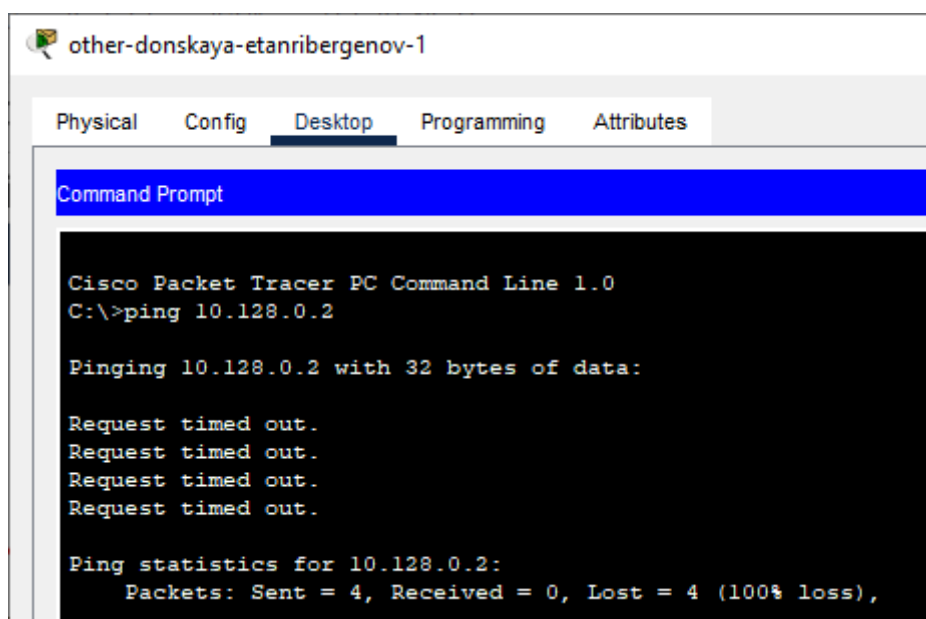 other-donskaya-etanribergenov-1
Physical Config Desktop Programming Attributes
Command Prompt
Cisco Packet Tracer PC Command Line 1.0
C:\>ping 10.128.0.2
Pinging 10.128.0.2 with 32 bytes of data:
Request timed out.
Request timed out.
Request timed out.
Request timed out.
Ping statistics for 10.128.0.2:
Packets: Sent = 4, Received = 0, Lost = 4 (100% loss),